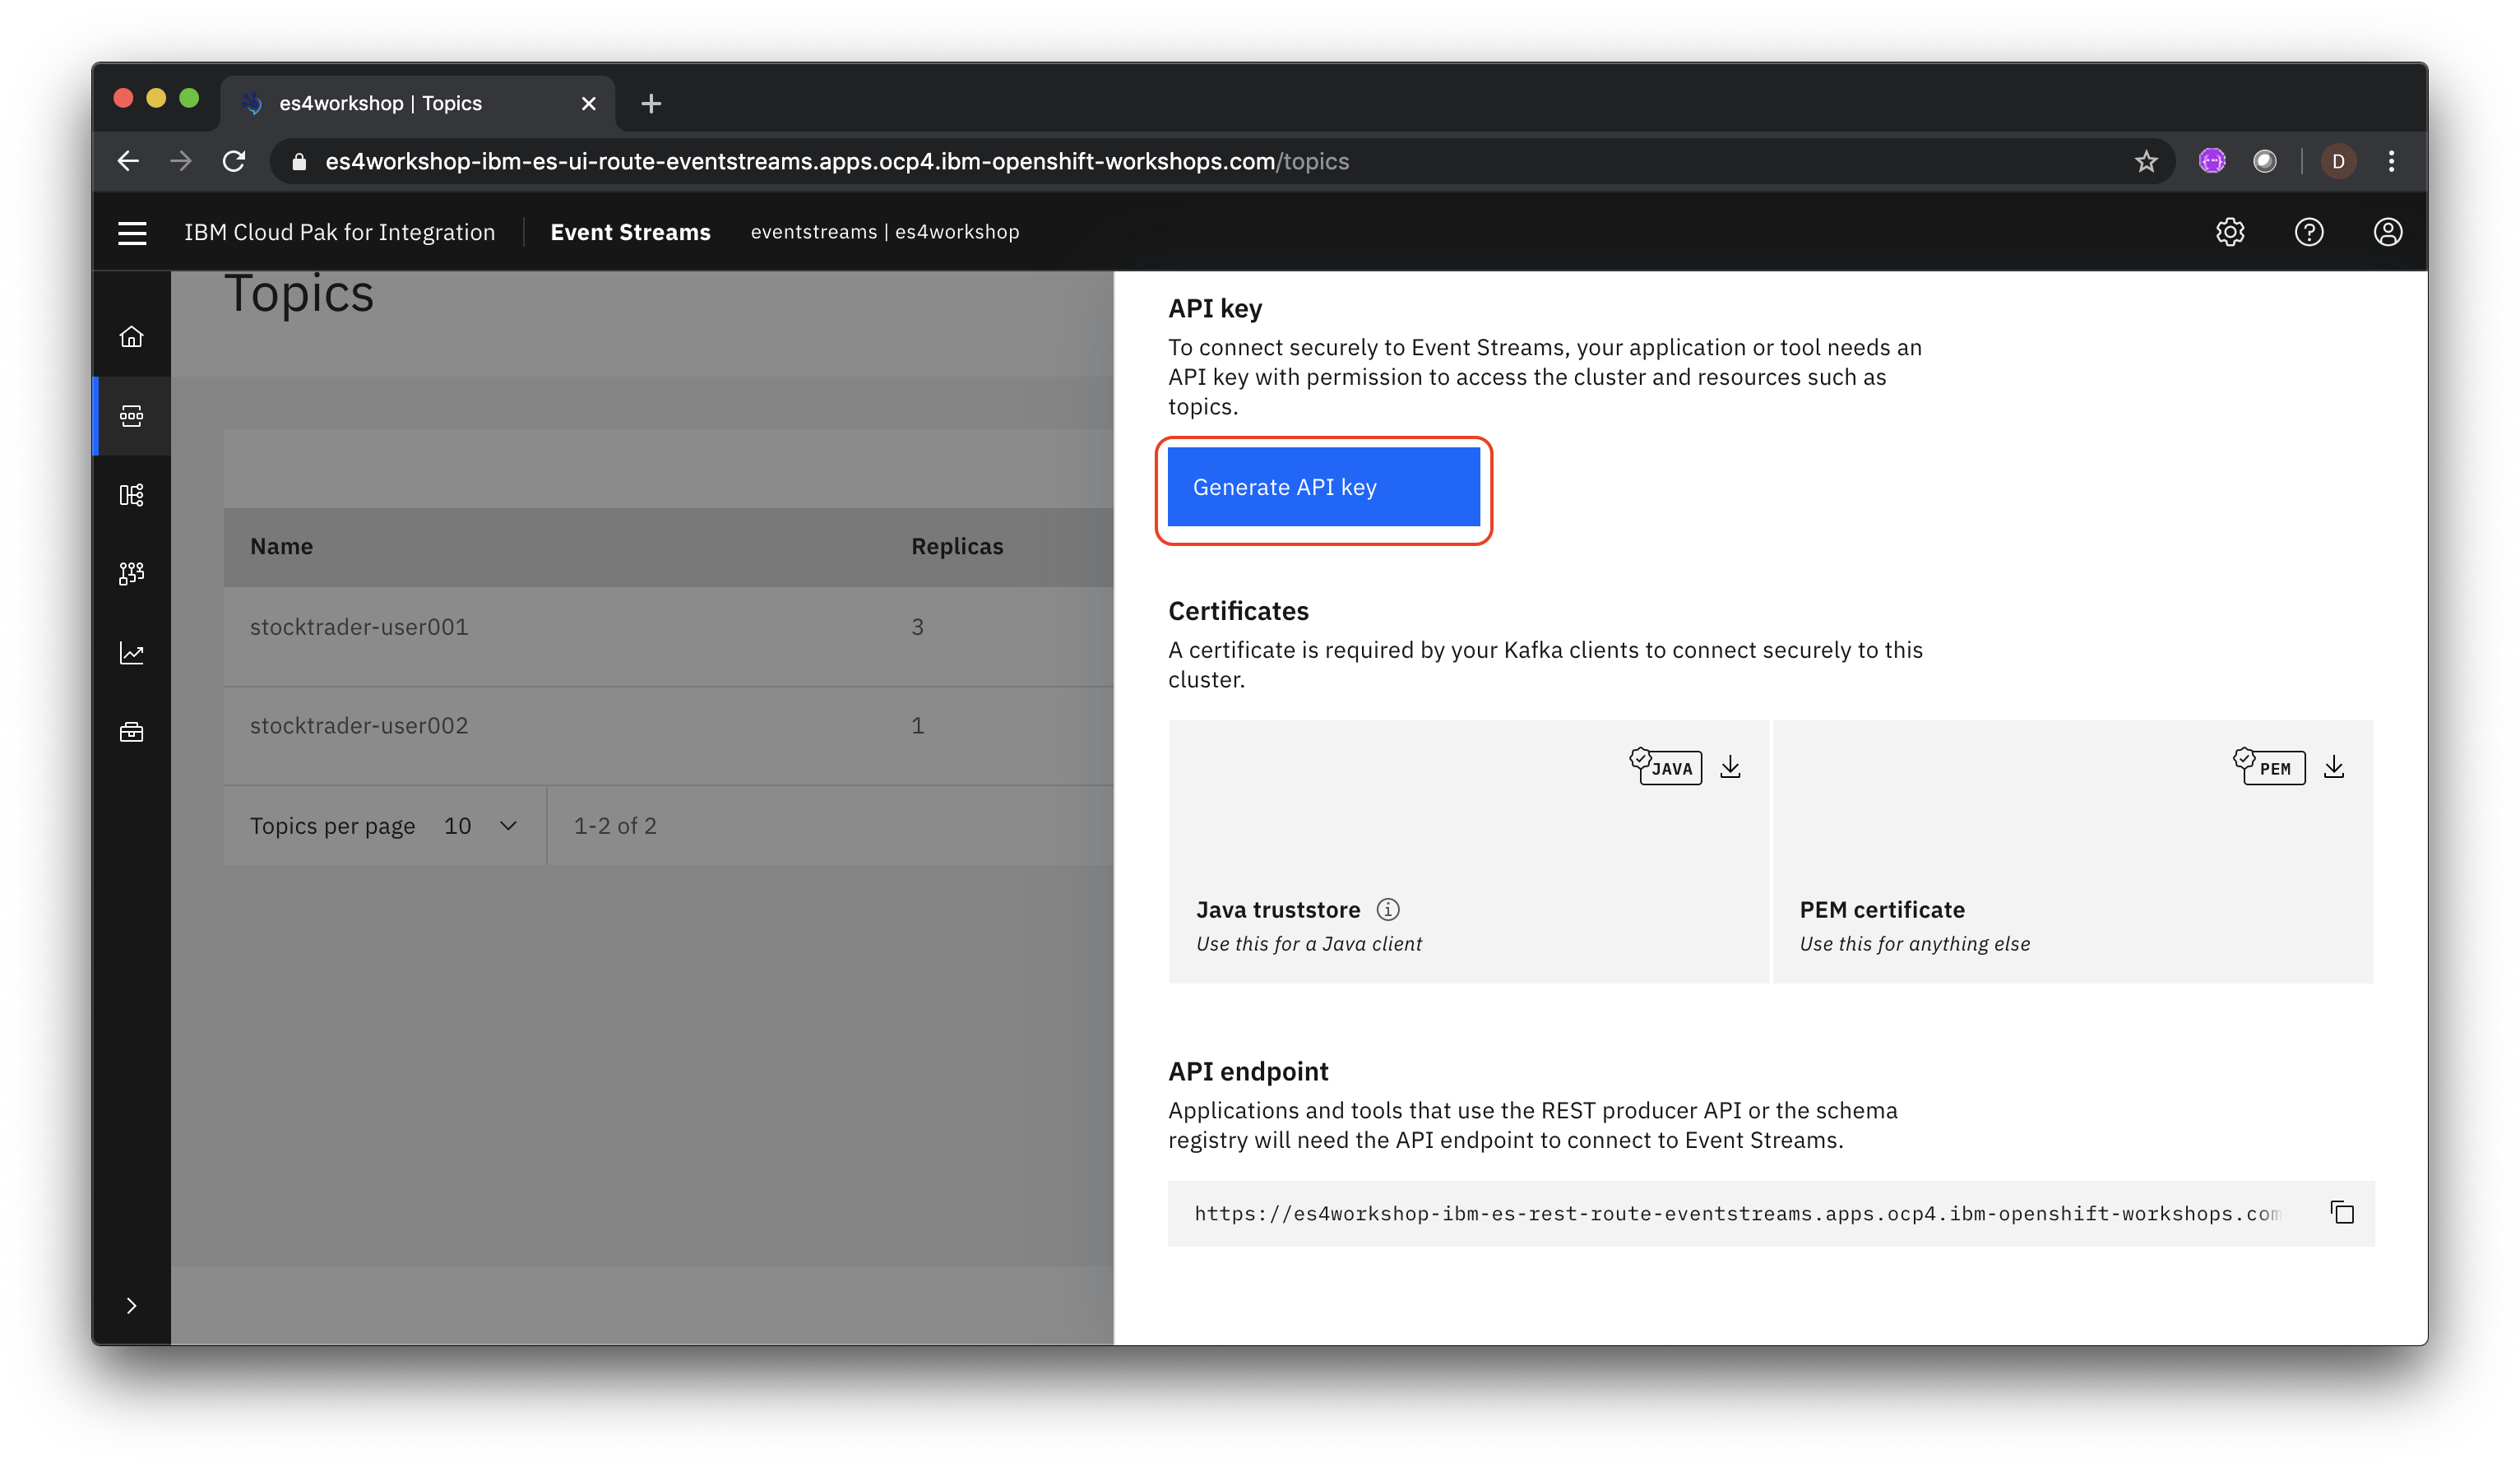 es4workshop | Topics
es4workshop-ibm-es-ui-route-eventstreams.apps.ocp4.ibm-openshift-workshops.com/topics
D
IBM Cloud Pak for Integration
Event Streams
eventstreams | es4workshop
Topics
Name
Replicas
stocktrader-user001
3
stocktrader-user002
1
Topics per page
10
1-2 of 2
API key
To connect securely to Event Streams, your application or tool needs an
API key with permission to access the cluster and resources such as
topics.
Generate API key
Certificates
A certificate is required by your Kafka clients to connect securely to this
cluster.
JAVA
Java truststore
Use this for a Java client
PEM
PEM certificate
Use this for anything else
API endpoint
Applications and tools that use the REST producer API or the schema
registry will need the API endpoint to connect to Event Streams.
https://es4workshop-ibm-es-rest-route-eventstreams.apps.ocp4.ibm-openshift-workshops.com